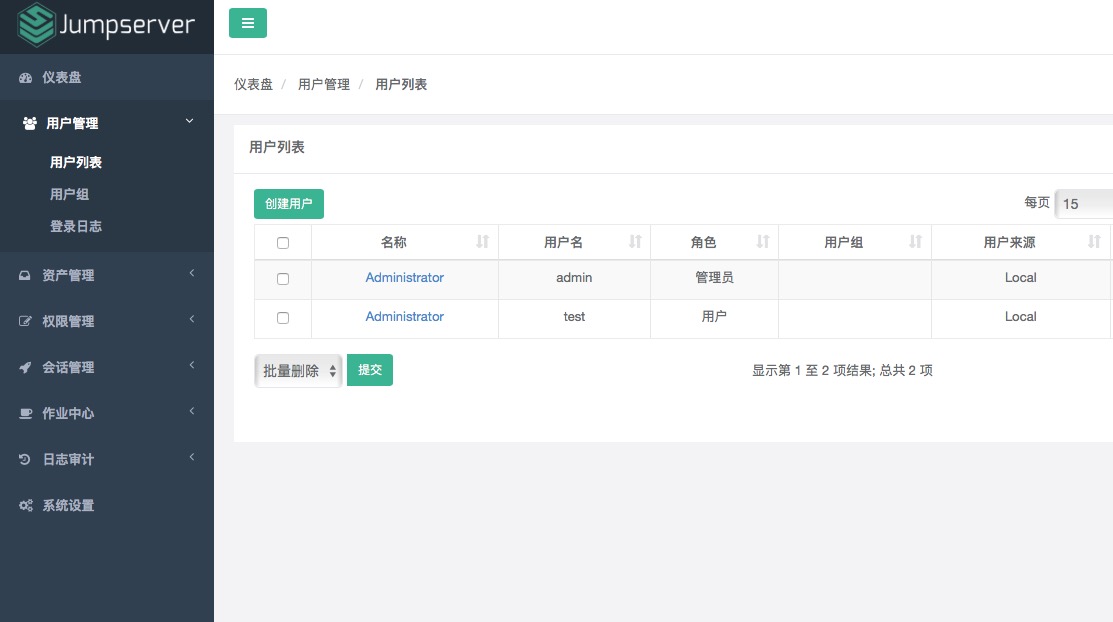 Jumpserver
仪表盘
用户管理
用户列表
用户组
登录日志
资产管理
权限管理
会话管理
作业中心
日志审计
系统设置
仪表盘 / 用户管理 / 用户列表
用户列表
创建用户
每页 15
名称 用户名 角色 用户组 用户来源
Administrator admin 管理员 Local
Administrator test 用户 Local
批量删除 提交 显示第 1 至 2 项结果; 总共 2 项